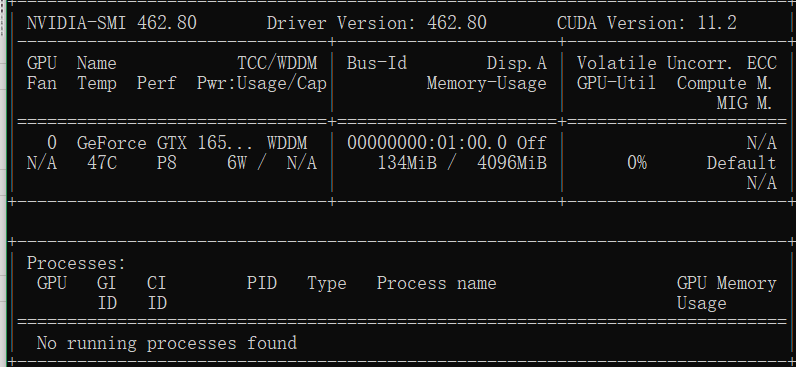 NVIDIA-SMI 462.80 Driver Version: 462.80 CUDA Version: 11.2
GPU Name TCC/WDDM Bus-Id Disp.A Volatile Uncorr. ECC
Fan Temp Perf Pwr:Usage/Cap Memory-Usage GPU-Util Compute M.
MIG M.
0 GeForce GTX 165... WDDM 00000000:01:00.0 Off N/A
N/A 47C P8 6W / N/A 134MiB / 4096MiB 0% Default
N/A
Processes:
GPU GI CI PID Type Process name GPU Memory
ID ID Usage
No running processes found